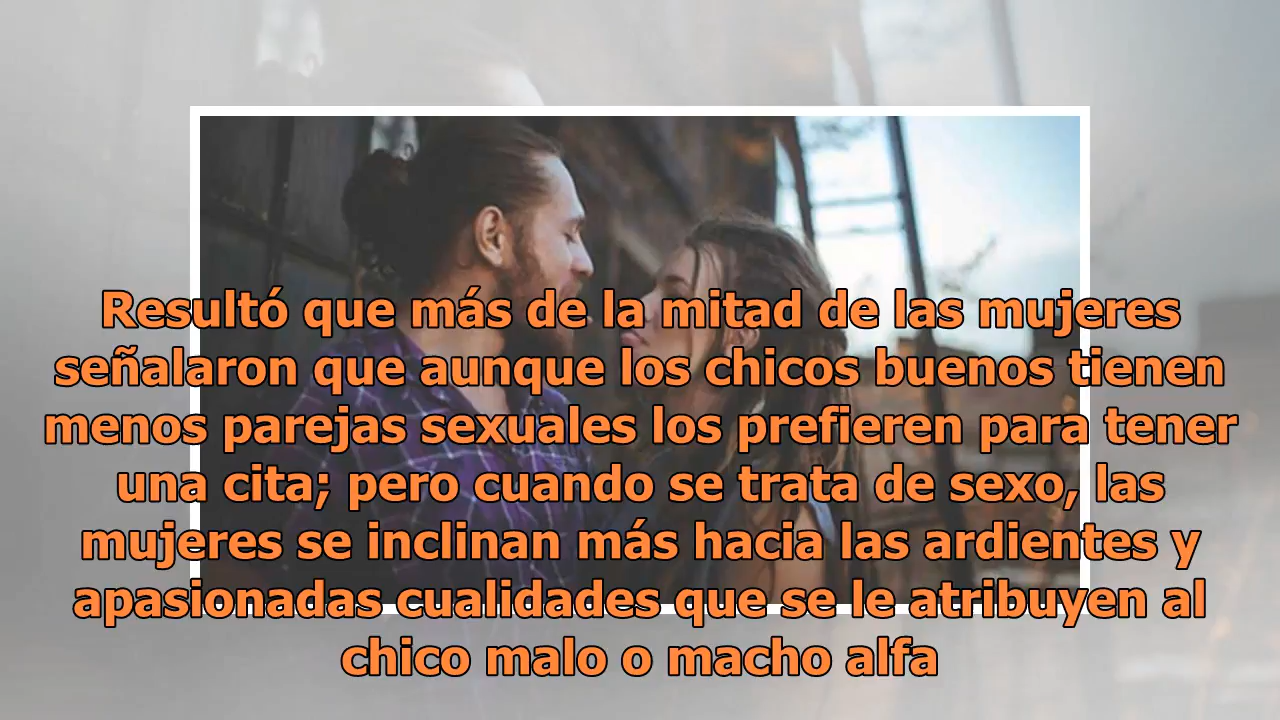 Resultó que más de la mitad de las mujeres
señalaron que aunque los chicos buenos tienen
menos parejas sexuales los prefieren para tener
una cita; pero cuando se trata de sexo, las
mujeres se inclinan más hacia las ardientes y
apasionadas cualidades que se le atribuyen al
chico malo o macho alfa